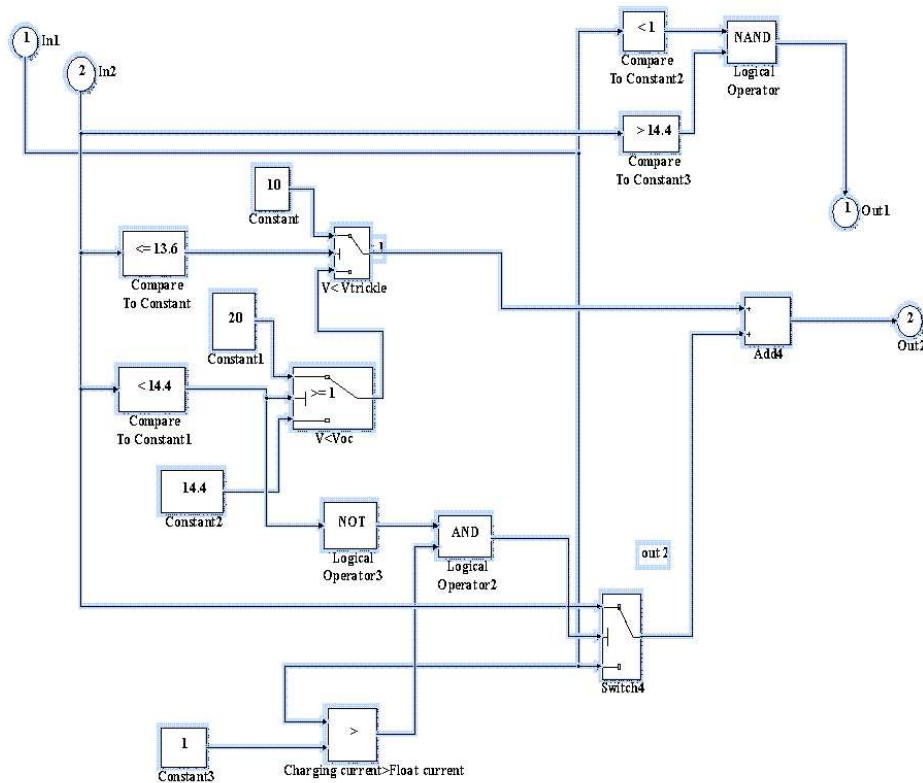 1
In1
2
In2
< 1
Compare
To Constant2
NAND
Logical
Operator
> 14.4
Compare
To Constant3
1
Out1
10
Constant
<= 13.6
Compare
To Constant
1
V< Vtrickle
20
Constant1
< 14.4
Compare
To Constant1
>= 1
V<Voc
+
+
Add4
2
Out2
14.4
Constant2
NOT
Logical
Operator3
AND
Logical
Operator2
out 2
Switch4
1
Constant3
>
Charging current>Float current